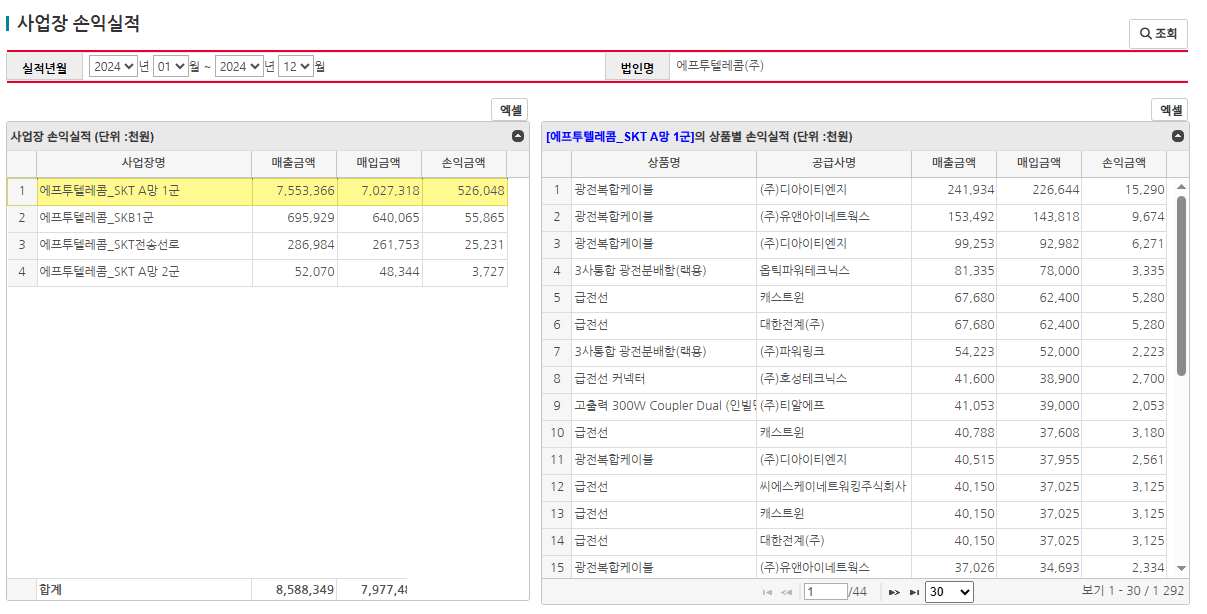 사업장 손익실적
조회
실적년월 2024 년 01 월 ~ 2024 년 12 월 법인명 에프투텔레콤(주)
엑셀 엑셀
사업장 손익실적 (단위 :천원)
사업장명 매출금액 매입금액 손익금액
1 에프투텔레콤_SKT A망 1군 7,553,366 7,027,318 526,048
2 에프투텔레콤_SKB1군 695,929 640,065 55,865
3 에프투텔레콤_SKT전송선로 286,984 261,753 25,231
4 에프투텔레콤_SKT A망 2군 52,070 48,344 3,727
합계 8,588,349 7,977,48
[에프투텔레콤_SKT A망 1군]의 상품별 손익실적 (단위 :천원)
상품명 공급사명 매출금액 매입금액 손익금액
1 광전복합케이블 (주)디아이티엔지 241,934 226,644 15,290
2 광전복합케이블 (주)유앤아이네트웍스 153,492 143,818 9,674
3 광전복합케이블 (주)디아이티엔지 99,253 92,982 6,271
4 3사통합 광전분배함(랙용) 옵틱파워테크닉스 81,335 78,000 3,335
5 급전선 캐스트윈 67,680 62,400 5,280
6 급전선 대한전계(주) 67,680 62,400 5,280
7 3사통합 광전분배함(랙용) (주)파워링크 54,223 52,000 2,223
8 급전선 커넥터 (주)호성테크닉스 41,600 38,900 2,700
9 고출력 300W Coupler Dual (인빌딩 (주)티알에프 41,053 39,000 2,053
10 급전선 캐스트윈 40,788 37,608 3,180
11 광전복합케이블 (주)디아이티엔지 40,515 37,955 2,561
12 급전선 씨에스케이네트워킹주식회사 40,150 37,025 3,125
13 급전선 캐스트윈 40,150 37,025 3,125
14 급전선 대한전계(주) 40,150 37,025 3,125
15 광전복합케이블 (주)유앤아이네트웍스 37,026 34,693 2,334
1 /44 30 보기 1 - 30 / 1 292